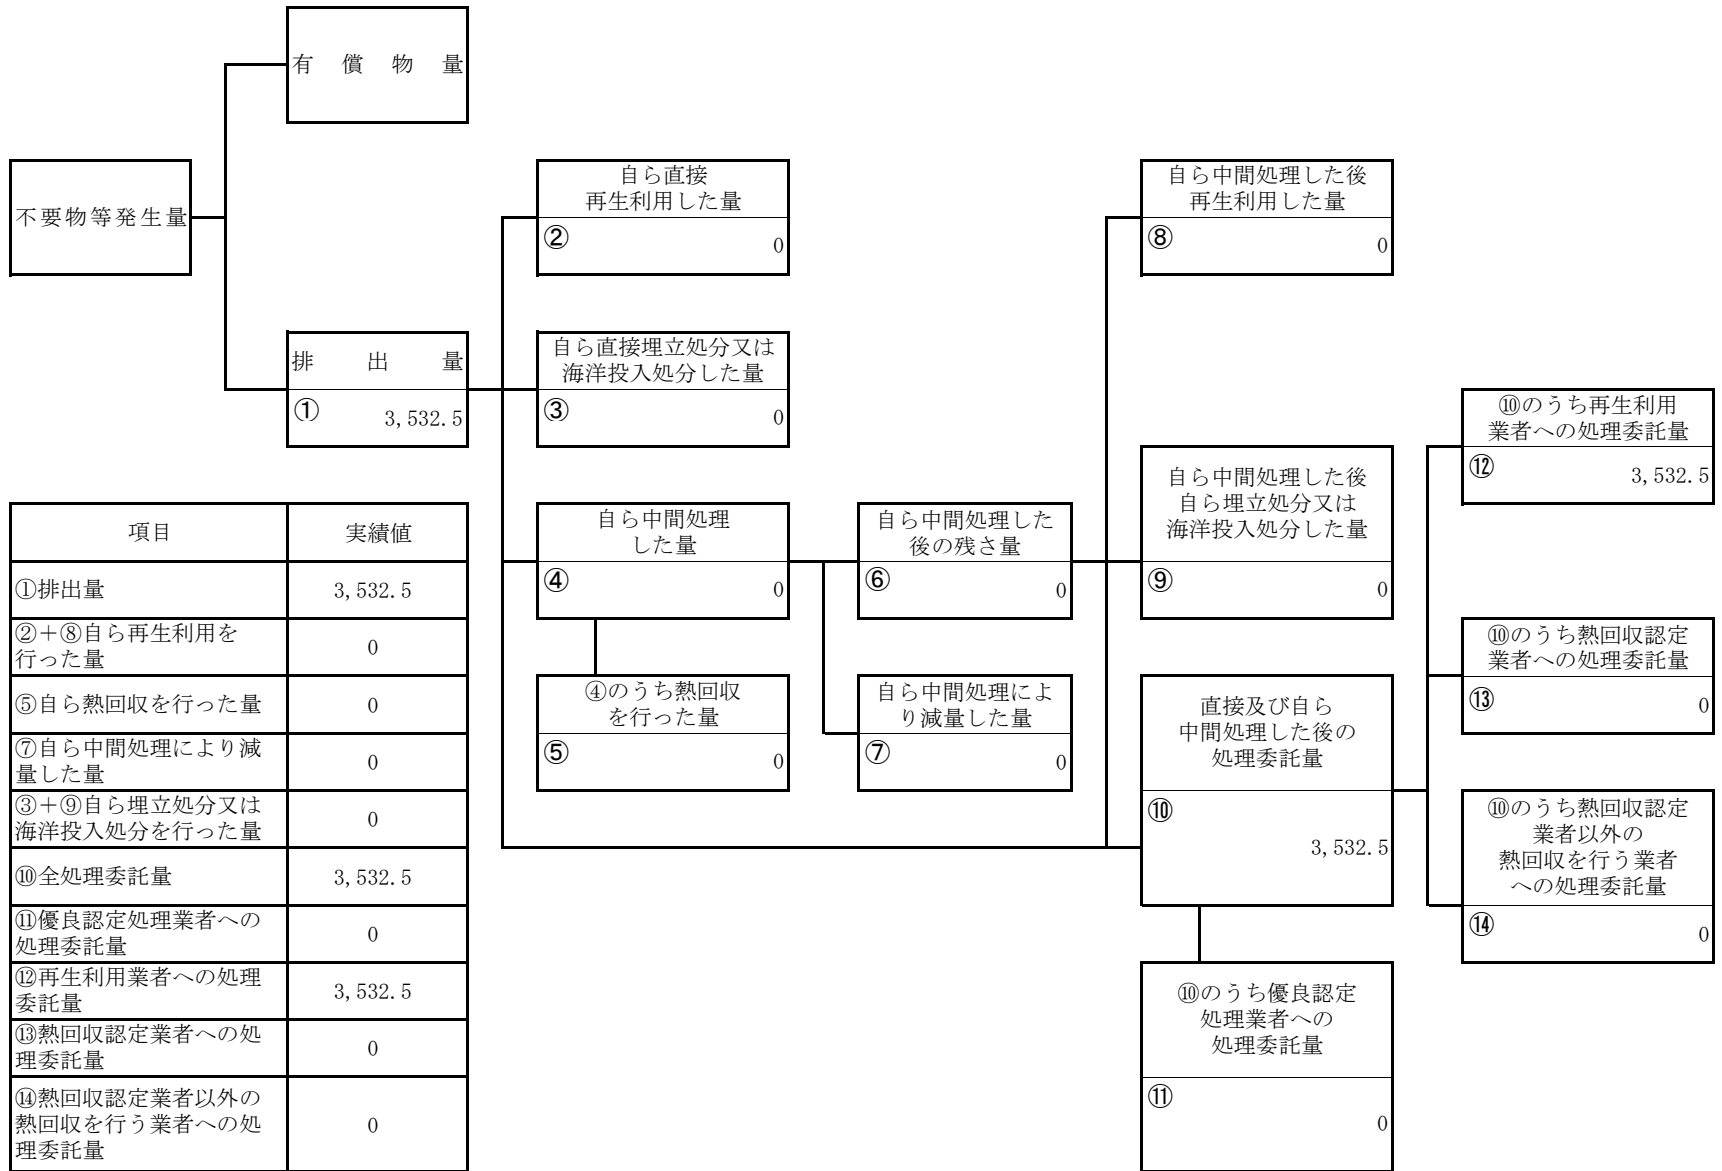 有償物量
不要物等発生量
排出量
① 3,532.5
自ら直接
再生利用した量
② 0
自ら直接埋立処分又は
海洋投入処分した量
③ 0
自ら中間処理
した量
④ 0
④のうち熱回収
を行った量
⑤ 0
自ら中間処理した
後の残さ量
⑥ 0
自ら中間処理によ
り減量した量
⑦ 0
自ら中間処理した後
再生利用した量
⑧ 0
自ら中間処理した後
自ら埋立処分又は
海洋投入処分した量
⑨ 0
直接及び自ら
中間処理した後の
処理委託量
⑩
3,532.5
⑩のうち優良認定
処理業者への
処理委託量
⑪
0
⑩のうち再生利用
業者への処理委託量
⑫ 3,532.5
⑩のうち熱回収認定
業者への処理委託量
⑬ 0
⑩のうち熱回収認定
業者以外の
熱回収を行う業者
への処理委託量
⑭ 0
項目 実績値
①排出量 3,532.5
②＋⑧自ら再生利用を
行った量 0
⑤自ら熱回収を行った量 0
⑦自ら中間処理により減
量した量 0
③＋⑨自ら埋立処分又は
海洋投入処分を行った量 0
⑩全処理委託量 3,532.5
⑪優良認定処理業者への
処理委託量 0
⑫再生利用業者への処理
委託量 3,532.5
⑬熱回収認定業者への処
理委託量 0
⑭熱回収認定業者以外の
熱回収を行う業者への処
理委託量 0